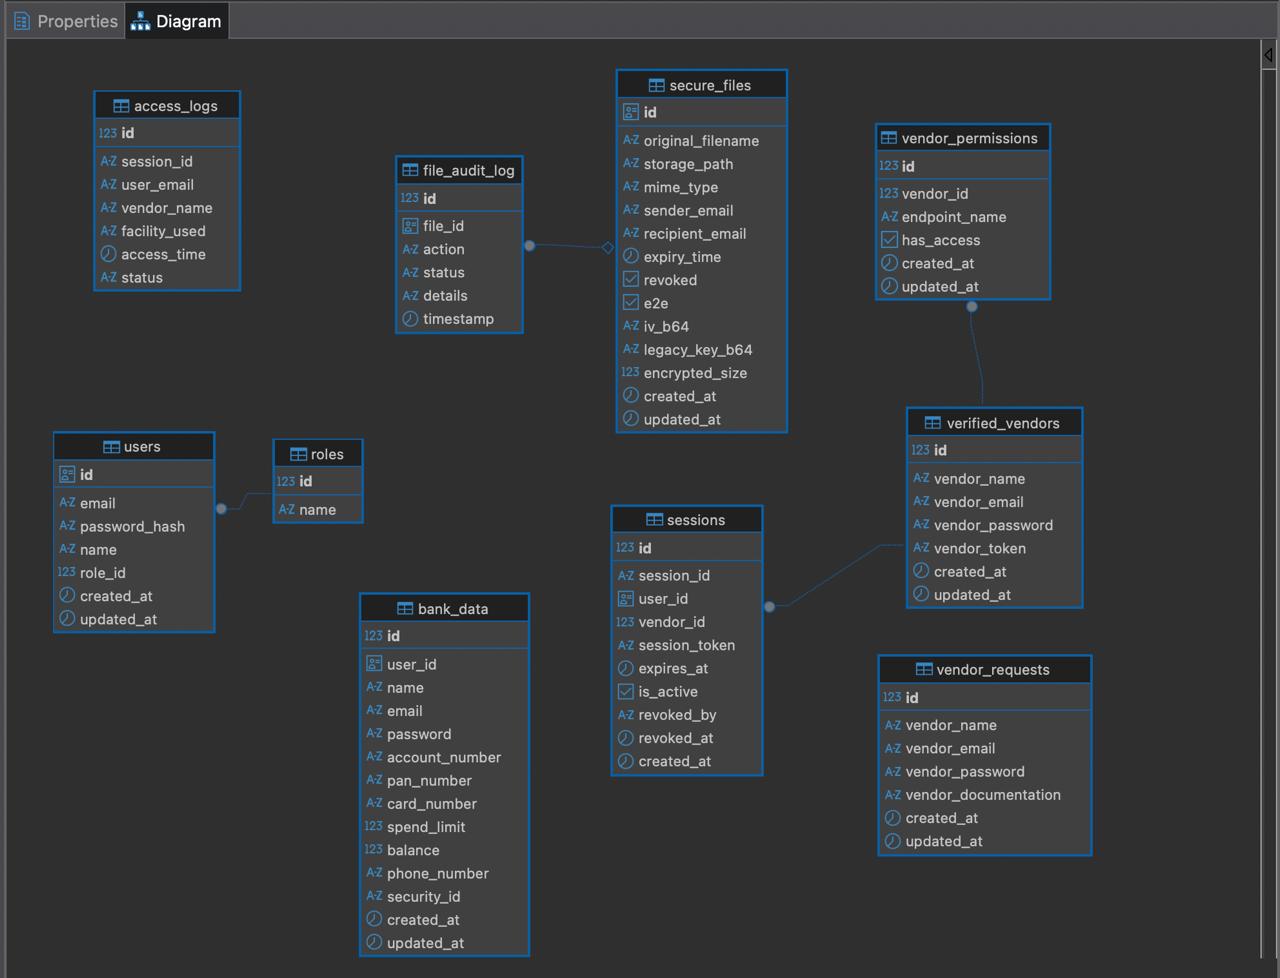 Properties
Diagram
access_logs
123 id
A-Z session_id
A-Z user_email
A-Z vendor_name
A-Z facility_used
access_time
A-Z status
file_audit_log
123 id
file_id
A-Z action
A-Z status
A-Z details
timestamp
secure_files
id
A-Z original_filename
A-Z storage_path
A-Z mime_type
A-Z sender_email
A-Z recipient_email
expiry_time
revoked
e2e
A-Z iv_b64
A-Z legacy_key_b64
123 encrypted_size
created_at
updated_at
vendor_permissions
123 id
123 vendor_id
A-Z endpoint_name
has_access
created_at
updated_at
users
id
A-Z email
A-Z password_hash
A-Z name
123 role_id
created_at
updated_at
roles
123 id
A-Z name
verified_vendors
123 id
A-Z vendor_name
A-Z vendor_email
A-Z vendor_password
A-Z vendor_token
created_at
updated_at
sessions
123 id
A-Z session_id
user_id
123 vendor_id
A-Z session_token
expires_at
is_active
A-Z revoked_by
revoked_at
created_at
bank_data
123 id
user_id
A-Z name
A-Z email
A-Z password
A-Z account_number
A-Z pan_number
A-Z card_number
123 spend_limit
123 balance
A-Z phone_number
A-Z security_id
created_at
updated_at
vendor_requests
123 id
A-Z vendor_name
A-Z vendor_email
A-Z vendor_password
A-Z vendor_documentation
created_at
updated_at